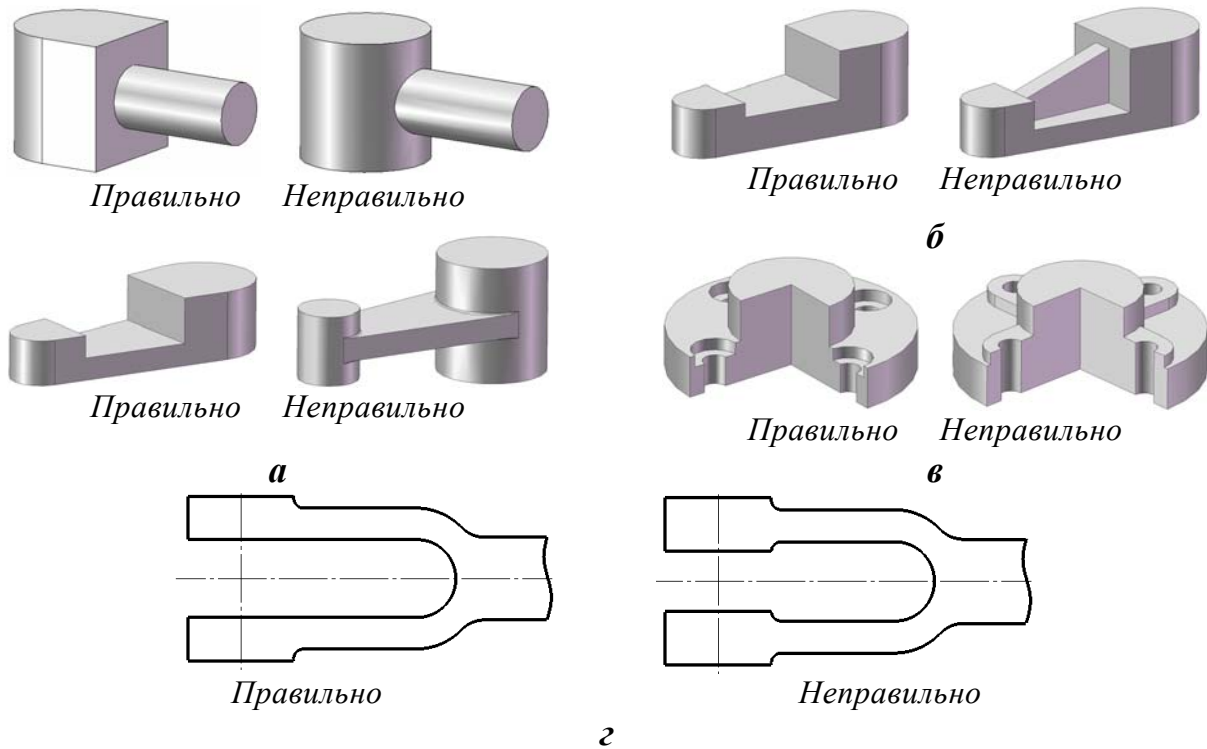 Правильно Неправильно
Правильно Неправильно
б
Правильно Неправильно
Правильно Неправильно
а
в
Правильно
Неправильно
г